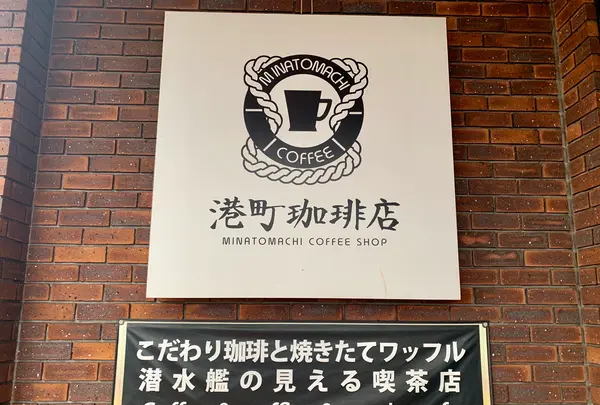 MINATOMACHI
COFFEE
港町珈琲店
MINATOMACHI COFFEE SHOP
こだわり珈琲と焼きたてワッフル
潜水艦の見える喫茶店